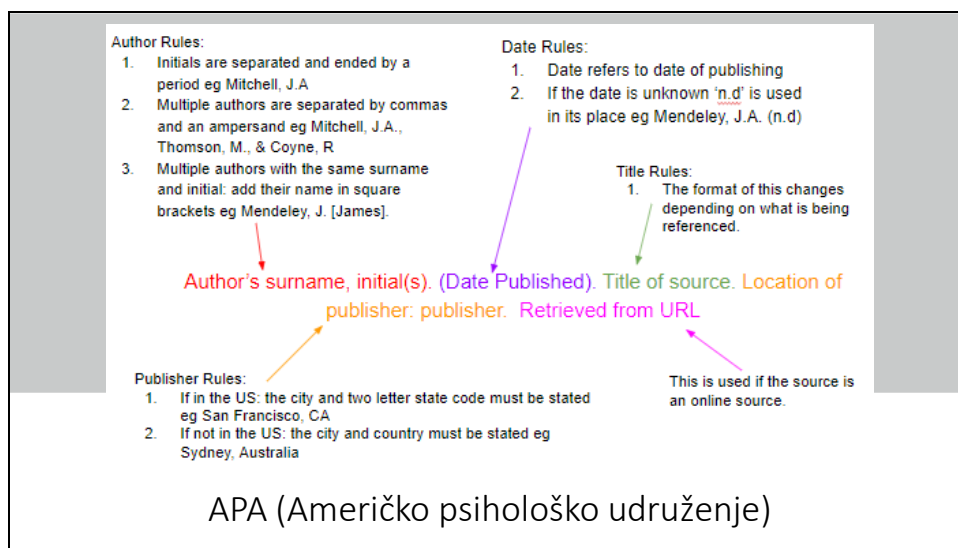 Author Rules:
1. Initials are separated and ended by a
period eg Mitchell, J.A
2. Multiple authors are separated by commas
and an ampersand eg Mitchell, J.A.,
Thomson, M., & Coyne, R
3. Multiple authors with the same surname
and initial: add their name in square
brackets eg Mendeley, J. [James].
Date Rules:
1. Date refers to date of publishing
2. If the date is unknown ‘n.d’ is used
in its place eg Mendeley, J.A. (n.d)
Title Rules:
1. The format of this changes
depending on what is being
referenced.
Author’s surname, initial(s). (Date Published). Title of source. Location of
publisher: publisher. Retrieved from URL
Publisher Rules:
1. If in the US: the city and two letter state code must be stated
eg San Francisco, CA
2. If not in the US: the city and country must be stated eg
Sydney, Australia
This is used if the source is
an online source.
APA (Američko psihološko udruženje)